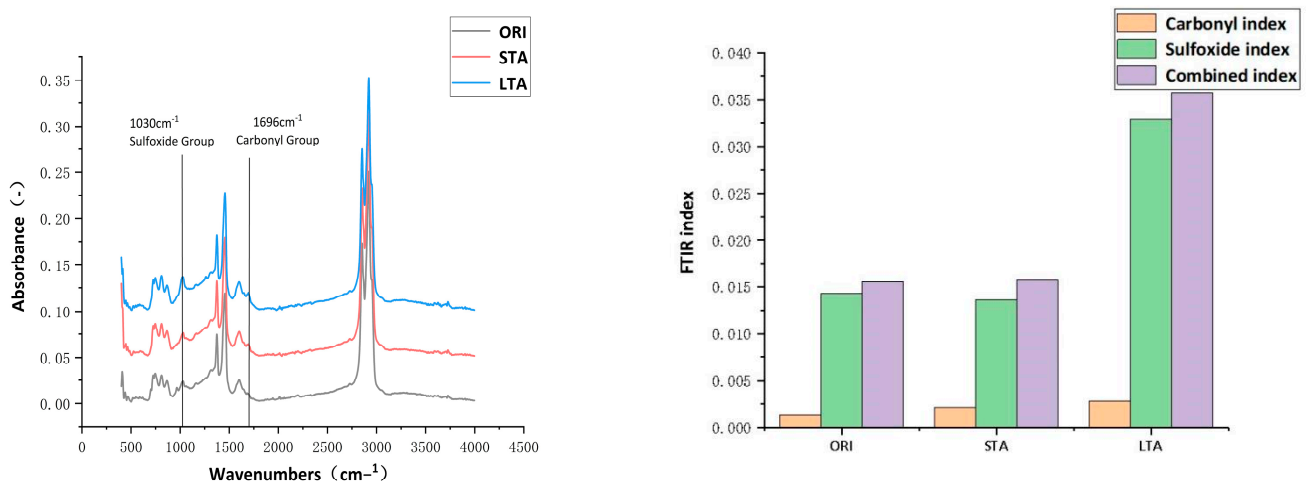 ORI
STA
LTA
1030cm-1
Sulfoxide Group
1696cm-1
Carbonyl Group
0.35
0.30
0.25
0.20
0.15
0.10
0.05
0.00
Absorbance（-）
0 500 1000 1500 2000 2500 3000 3500 4000 4500
Wavenumbers（cm-1）
Carbonyl index
Sulfoxide index
Combined index
0.040
0.035
0.030
0.025
0.020
0.015
0.010
0.005
0.000
FTIR index
ORI STA LTA